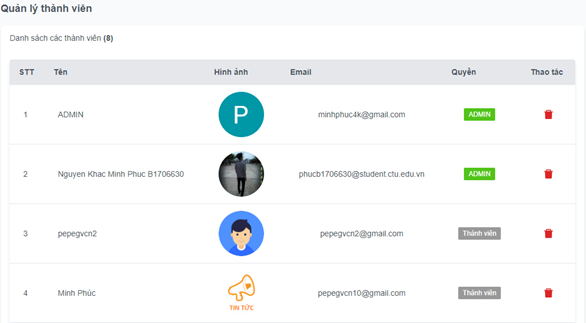 Quản lý thành viên
Danh sách các thành viên (8)
STT Tên Hình ảnh Email Quyền Thao tác
1 ADMIN P minhphuc4k@gmail.com ADMIN
2 Nguyen Khac Minh Phuc B1706630 phucb1706630@student.ctu.edu.vn ADMIN
3 pepegvcn2 pepegvcn2@gmail.com Thành viên
4 Minh Phúc TIN TỨC pepegvcn10@gmail.com Thành viên